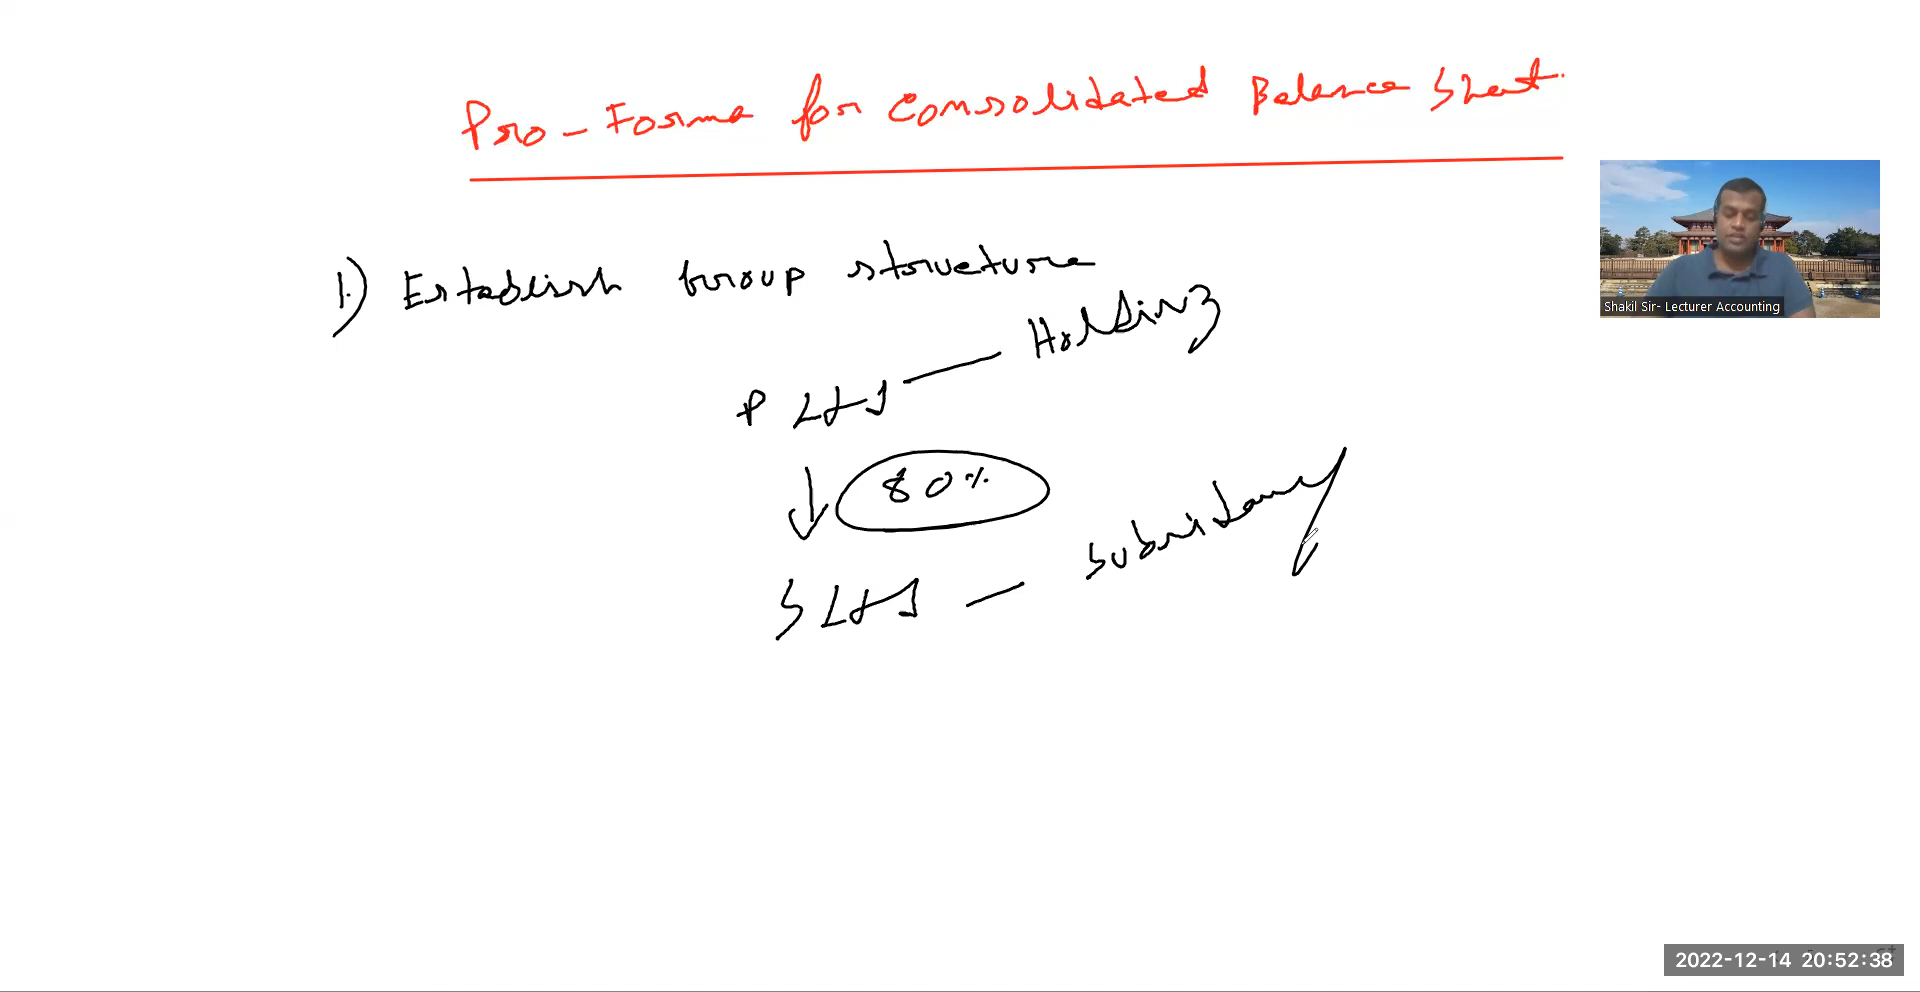 Pro-Forma for Consolidated Balance Sheet.
1.) Establish Group structure
P Ltd — Holding
80%
S Ltd — Subsidary
Shakil Sir- Lecturer Accounting
2022-12-14 20:52:38